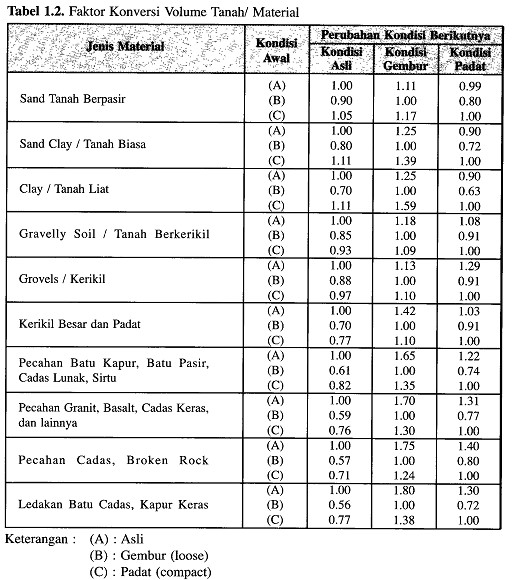 Tabel 1.2. Faktor Konversi Volume Tanah/ Material
Jenis Material
Kondisi
Awal
Perubahan Kondisi Berikutnya
Kondisi
Asli
Kondisi
Gembur
Kondisi
Padat
Sand Tanah Berpasir
(A) 1.00 1.11 0.99
(B) 0.90 1.00 0.80
(C) 1.05 1.17 1.00
Sand Clay / Tanah Biasa
(A) 1.00 1.25 0.90
(B) 0.80 1.00 0.72
(C) 1.11 1.39 1.00
Clay / Tanah Liat
(A) 1.00 1.25 0.90
(B) 0.70 1.00 0.63
(C) 1.11 1.59 1.00
Gravelly Soil / Tanah Berkerikil
(A) 1.00 1.18 1.08
(B) 0.85 1.00 0.91
(C) 0.93 1.09 1.00
Grovels / Kerikil
(A) 1.00 1.13 1.29
(B) 0.88 1.00 0.91
(C) 0.97 1.10 1.00
Kerikil Besar dan Padat
(A) 1.00 1.42 1.03
(B) 0.70 1.00 0.91
(C) 0.77 1.10 1.00
Pecahan Batu Kapur, Batu Pasir,
Cadas Lunak, Sirtu
(A) 1.00 1.65 1.22
(B) 0.61 1.00 0.74
(C) 0.82 1.35 1.00
Pecahan Granit, Basalt, Cadas Keras,
dan lainnya
(A) 1.00 1.70 1.31
(B) 0.59 1.00 0.77
(C) 0.76 1.30 1.00
Pecahan Cadas, Broken Rock
(A) 1.00 1.75 1.40
(B) 0.57 1.00 0.80
(C) 0.71 1.24 1.00
Ledakan Batu Cadas, Kapur Keras
(A) 1.00 1.80 1.30
(B) 0.56 1.00 0.72
(C) 0.77 1.38 1.00
Keterangan : (A) : Asli
(B) : Gembur (loose)
(C) : Padat (compact)